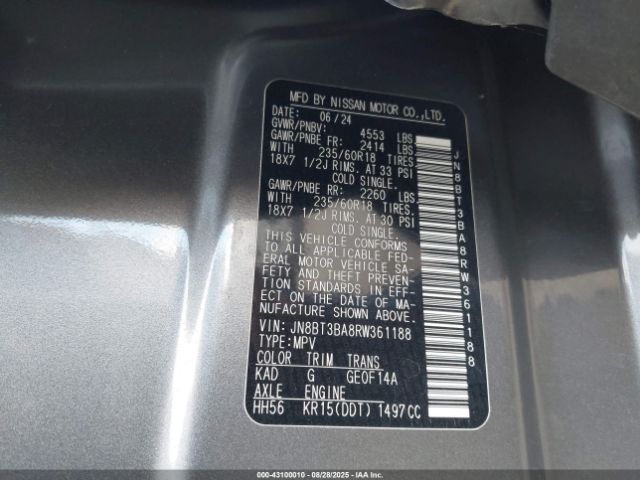 MFD BY NISSAN MOTOR CO.,LTD.
DATE: 06/24
GVWR/PNBV: 4553 LBS
GAWR/PNBE FR: 2414 LBS
WITH 235/60R18 TIRES
18X7 1/2J RIMS. AT 33 PSI
COLD SINGLE.
GAWR/PNBE RR: 2260 LBS
WITH 235/60R18 TIRES.
18X7 1/2J RIMS. AT 30 PSI
COLD SINGLE.
THIS VEHICLE CONFORMS
TO ALL APPLICABLE FED-
ERAL MOTOR VEHICLE SA-
FETY AND THEFT PREVEN-
TION STANDARDS IN EFF-
ECT ON THE DATE OF MA-
NUFACTURE SHOWN ABOVE.
VIN: JN8BT3BA8RW361188
TYPE:MPV
COLOR TRIM TRANS
KAD G GE0F14A
AXLE ENGINE
HH56 KR15(DDT) 1497CC
JN8BT3BA8RW361188
000-43100010 - 08/28/2025 - IAAI.com